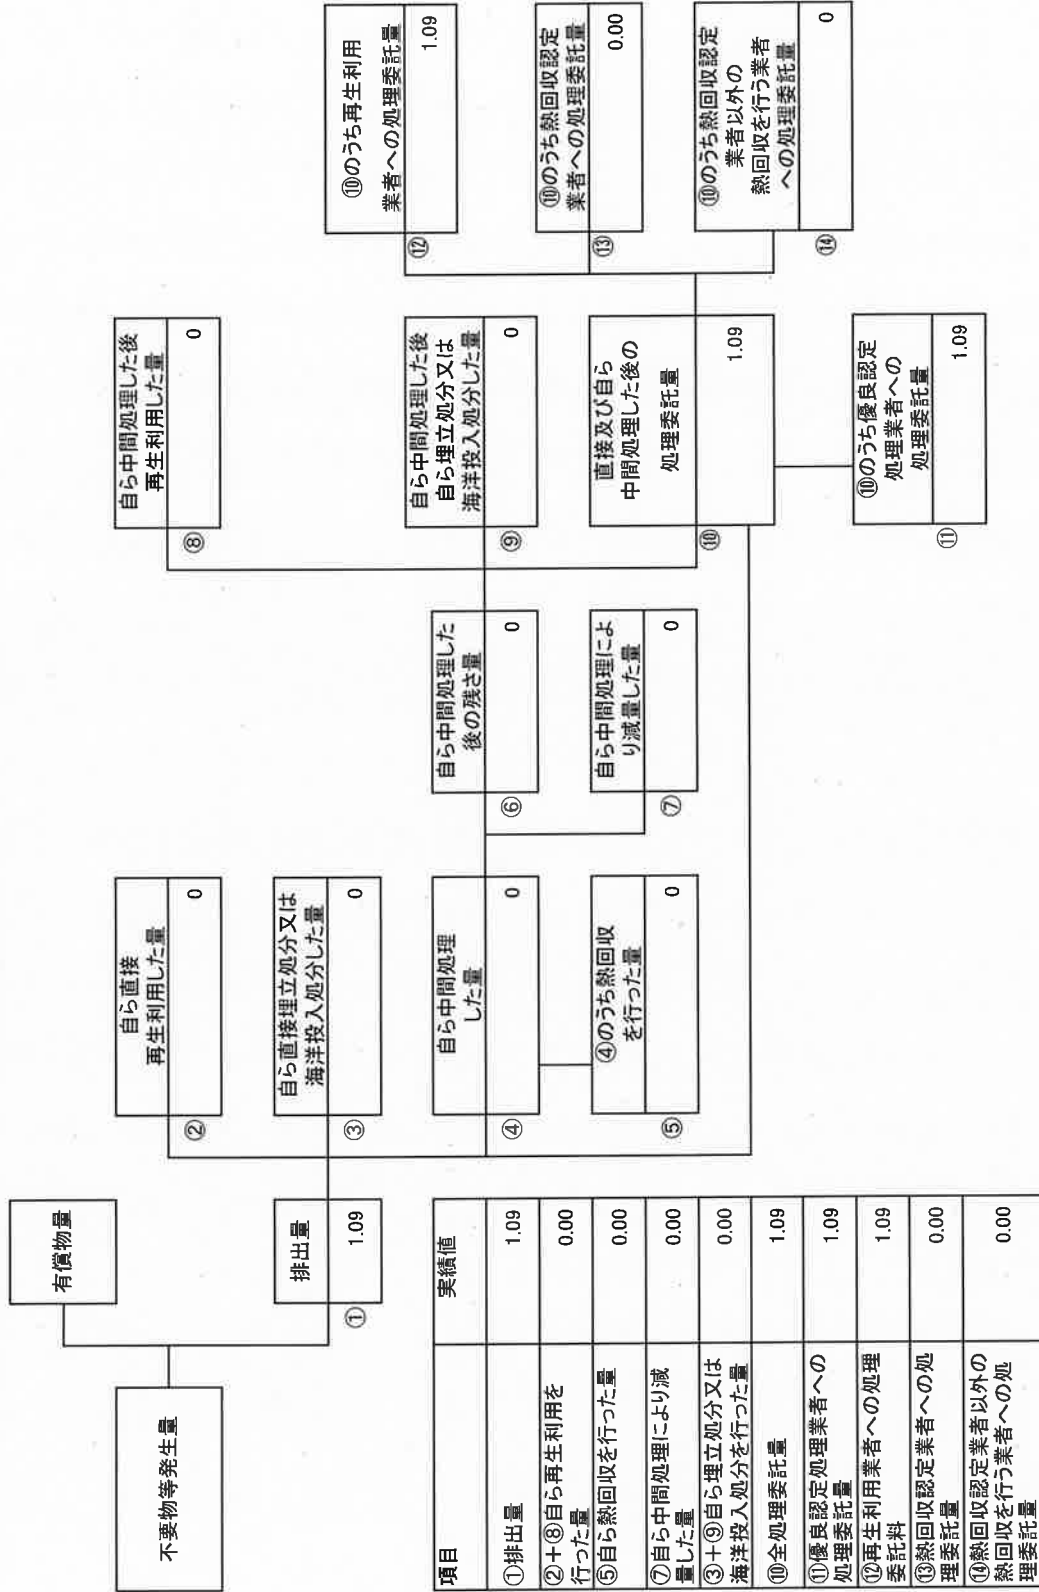 不要物等発生量
有償物量
排出量
①
1.09
自ら直接
再生利用した量
②
0
自ら直接埋立処分又は
海洋投入処分した量
③
0
自ら中間処理
した量
④
0
④のうち熱回収
を行った量
⑤
0
自ら中間処理した
後の残さ量
⑥
0
自ら中間処理によ
り減量した量
⑦
0
自ら中間処理した後
再生利用した量
⑧
0
自ら中間処理した後
自ら埋立処分又は
海洋投入処分した量
⑨
0
直接及び自ら
中間処理した後の
処理委託量
⑩
1.09
⑩のうち優良認定
処理業者への
処理委託量
⑪
1.09
⑩のうち再生利用
業者への処理委託量
⑫
1.09
⑩のうち熱回収認定
業者への処理委託量
⑬
0.00
⑩のうち熱回収認定
業者以外の
熱回収を行う業者
への処理委託量
⑭
0
項目 実績値
①排出量 1.09
②+⑧自ら再生利用を
行った量 0.00
⑤自ら熱回収を行った量 0.00
⑦自ら中間処理により減
量した量 0.00
③+⑨自ら埋立処分又は
海洋投入処分を行った量 0.00
⑩全処理委託量 1.09
⑪優良認定処理業者への
処理委託量 1.09
⑫再生利用業者への処理
委託料 1.09
⑬熱回収認定業者への処
理委託量 0.00
⑭熱回収認定業者以外の
熱回収を行う業者への処
理委託量 0.00